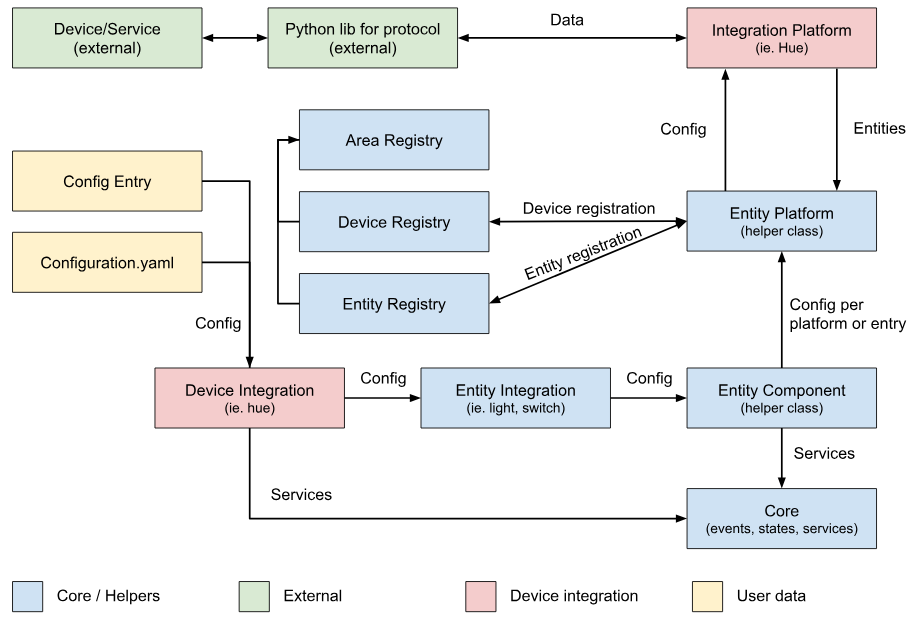 Device/Service
(external)
Python lib for protocol
(external)
Data
Integration Platform
(ie. Hue)
Config
Entities
Area Registry
Config Entry
Device Registry
Device registration
Entity Platform
(helper class)
Configuration.yaml
Entity registration
Entity Registry
Config per
platform or entry
Config
Device Integration
(ie. hue)
Config
Entity Integration
(ie. light, switch)
Config
Entity Component
(helper class)
Services
Services
Core
(events, states, services)
Core / Helpers
External
Device integration
User data